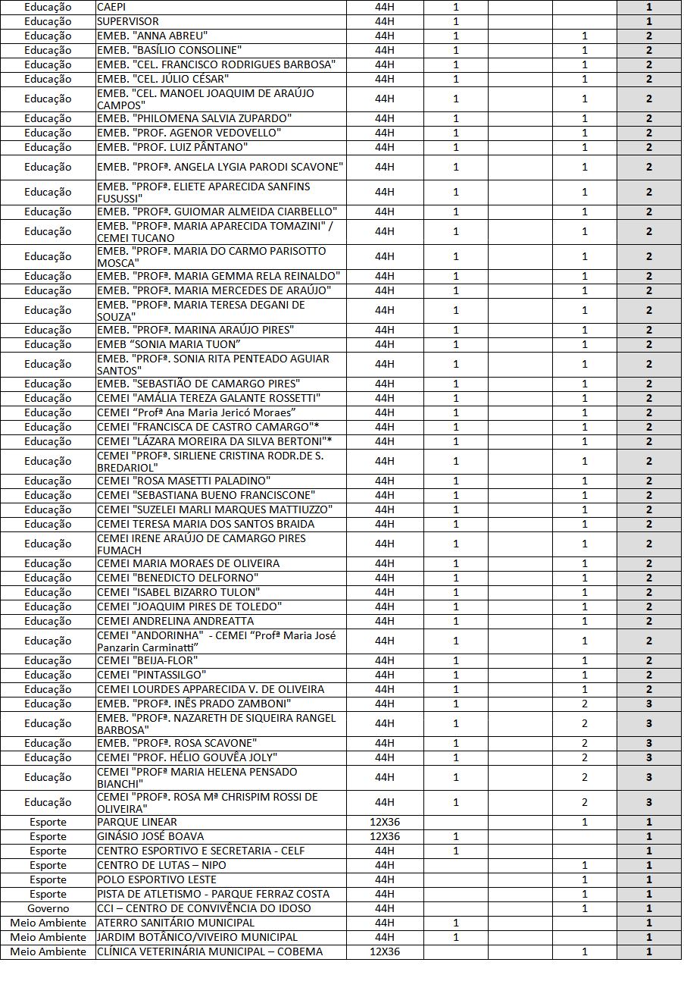 Educação CAEPI 44H 1 1
Educação SUPERVISOR 44H 1 1
Educação EMEB. "ANNA ABREU" 44H 1 1 2
Educação EMEB. "BASÍLIO CONSOLINE" 44H 1 1 2
Educação EMEB. "CEL. FRANCISCO RODRIGUES BARBOSA" 44H 1 1 2
Educação EMEB. "CEL. JÚLIO CÉSAR" 44H 1 1 2
Educação EMEB. "CEL. MANOEL JOAQUIM DE ARAÚJO
CAMPOS" 44H 1 1 2
Educação EMEB. "PHILOMENA SALVIA ZUPARDO" 44H 1 1 2
Educação EMEB. "PROF. AGENOR VEDOVELLO" 44H 1 1 2
Educação EMEB. "PROF. LUIZ PÂNTANO" 44H 1 1 2
Educação EMEB. "PROFª. ANGELA LYGIA PARODI SCAVONE" 44H 1 1 2
Educação EMEB. "PROFª. ELIETE APARECIDA SANFINS
FUSUSSI" 44H 1 1 2
Educação EMEB. "PROFª. GUIOMAR ALMEIDA CIARBELLO" 44H 1 1 2
Educação EMEB. "PROFª. MARIA APARECIDA TOMAZINI" /
CEMEI TUCANO 44H 1 1 2
Educação EMEB. "PROFª. MARIA DO CARMO PARISOTTO
MOSCA" 44H 1 1 2
Educação EMEB. "PROFª. MARIA GEMMA RELA REINALDO" 44H 1 1 2
Educação EMEB. "PROFª. MARIA MERCEDES DE ARAÚJO" 44H 1 1 2
Educação EMEB. "PROFª. MARIA TERESA DEGANI DE
SOUZA" 44H 1 1 2
Educação EMEB. "PROFª. MARINA ARAÚJO PIRES" 44H 1 1 2
Educação EMEB “SONIA MARIA TUON” 44H 1 1 2
Educação EMEB. "PROFª. SONIA RITA PENTEADO AGUIAR
SANTOS" 44H 1 1 2
Educação EMEB. "SEBASTIÃO DE CAMARGO PIRES" 44H 1 1 2
Educação CEMEI "AMÁLIA TEREZA GALANTE ROSSETTI" 44H 1 1 2
Educação CEMEI “Profª Ana Maria Jericó Moraes” 44H 1 1 2
Educação CEMEI "FRANCISCA DE CASTRO CAMARGO"* 44H 1 1 2
Educação CEMEI "LÁZARA MOREIRA DA SILVA BERTONI"* 44H 1 1 2
Educação CEMEI "PROFª. SIRLIENE CRISTINA RODR.DE S.
BREDARIOL" 44H 1 1 2
Educação CEMEI "ROSA MASETTI PALADINO" 44H 1 1 2
Educação CEMEI "SEBASTIANA BUENO FRANCISCONE" 44H 1 1 2
Educação CEMEI "SUZELEI MARLI MARQUES MATTIUZZO" 44H 1 1 2
Educação CEMEI TERESA MARIA DOS SANTOS BRAIDA 44H 1 1 2
Educação CEMEI IRENE ARAÚJO DE CAMARGO PIRES
FUMACH 44H 1 1 2
Educação CEMEI MARIA MORAES DE OLIVEIRA 44H 1 1 2
Educação CEMEI "BENEDICTO DELFORNO" 44H 1 1 2
Educação CEMEI "ISABEL BIZARRO TULON" 44H 1 1 2
Educação CEMEI "JOAQUIM PIRES DE TOLEDO" 44H 1 1 2
Educação CEMEI ANDRELINA ANDREATTA 44H 1 1 2
Educação CEMEI "ANDORINHA" - CEMEI “Profª Maria José
Panzarin Carminatti” 44H 1 1 2
Educação CEMEI "BEIJA-FLOR" 44H 1 1 2
Educação CEMEI "PINTASSILGO" 44H 1 1 2
Educação CEMEI LOURDES APPARECIDA V. DE OLIVEIRA 44H 1 1 2
Educação EMEB. "PROFª. INÊS PRADO ZAMBONI" 44H 1 2 3
Educação EMEB. "PROFª. NAZARETH DE SIQUEIRA RANGEL
BARBOSA" 44H 1 2 3
Educação EMEB. "PROFª. ROSA SCAVONE" 44H 1 2 3
Educação CEMEI "PROF. HÉLIO GOUVÊA JOLY" 44H 1 2 3
Educação CEMEI "PROFª MARIA HELENA PENSADO
BIANCHI" 44H 1 2 3
Educação CEMEI "PROFª. ROSA Mª CHRISPIM ROSSI DE
OLIVEIRA" 44H 1 2 3
Esporte PARQUE LINEAR 12X36 1 1
Esporte GINÁSIO JOSÉ BOAVA 12X36 1 1
Esporte CENTRO ESPORTIVO E SECRETARIA - CELF 44H 1 1
Esporte CENTRO DE LUTAS – NIPO 44H 1 1
Esporte POLO ESPORTIVO LESTE 44H 1 1
Esporte PISTA DE ATLETISMO - PARQUE FERRAZ COSTA 44H 1 1
Governo CCI – CENTRO DE CONVIVÊNCIA DO IDOSO 44H 1 1
Meio Ambiente ATERRO SANITÁRIO MUNICIPAL 44H 1 1
Meio Ambiente JARDIM BOTÂNICO/VIVEIRO MUNICIPAL 44H 1 1
Meio Ambiente CLÍNICA VETERINÁRIA MUNICIPAL – COBEMA 12X36 1 1